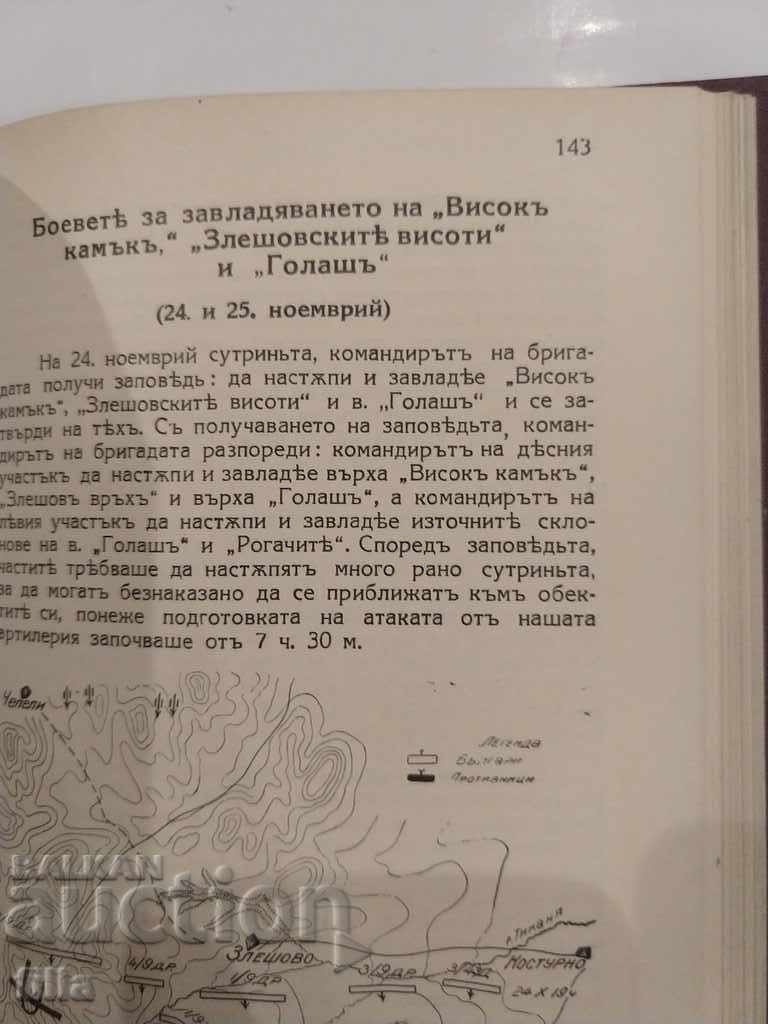 143
Боеветѣ за завладяването на „Високъ
камъкъ,“ „Злешовскитѣ висоти“
и „Голашъ“
(24. и 25. ноемврий)
На 24. ноемврий сутриньта, командирътъ на брига-
дата получи заповѣдь: да настѫпи и завладѣе „Високъ
камъкъ“, „Злешовскитѣ висоти“ и в. „Голашъ“ и се за-
твърди на тѣхъ. Съ получаването на заповѣдьта, коман-
дирътъ на бригадата разпореди: командирътъ на дѣсния
участъкъ да настѫпи и завладѣе върха „Високъ камъкъ“,
„Злешовъ връхъ“ и върха „Голашъ“, а командирътъ на
лѣвия участъкъ да настѫпи и завладѣе източнитѣ скло-
нове на в. „Голашъ“ и „Рогачитѣ“. Споредъ заповѣдьта,
частитѣ трѣбваше да настѫпятъ много рано сутриньта,
за да могатъ безнаказано да се приближатъ къмъ обек-
титѣ си, понеже подготовката на атаката отъ нашата
артилерия започваше отъ 7 ч. 30 м.
Чепели
Легенда
Българи
Противници
BALKAN
auction
р. Тикана
Злешово
Костурно
4/9 др.
1/9 др.
3/9 др.